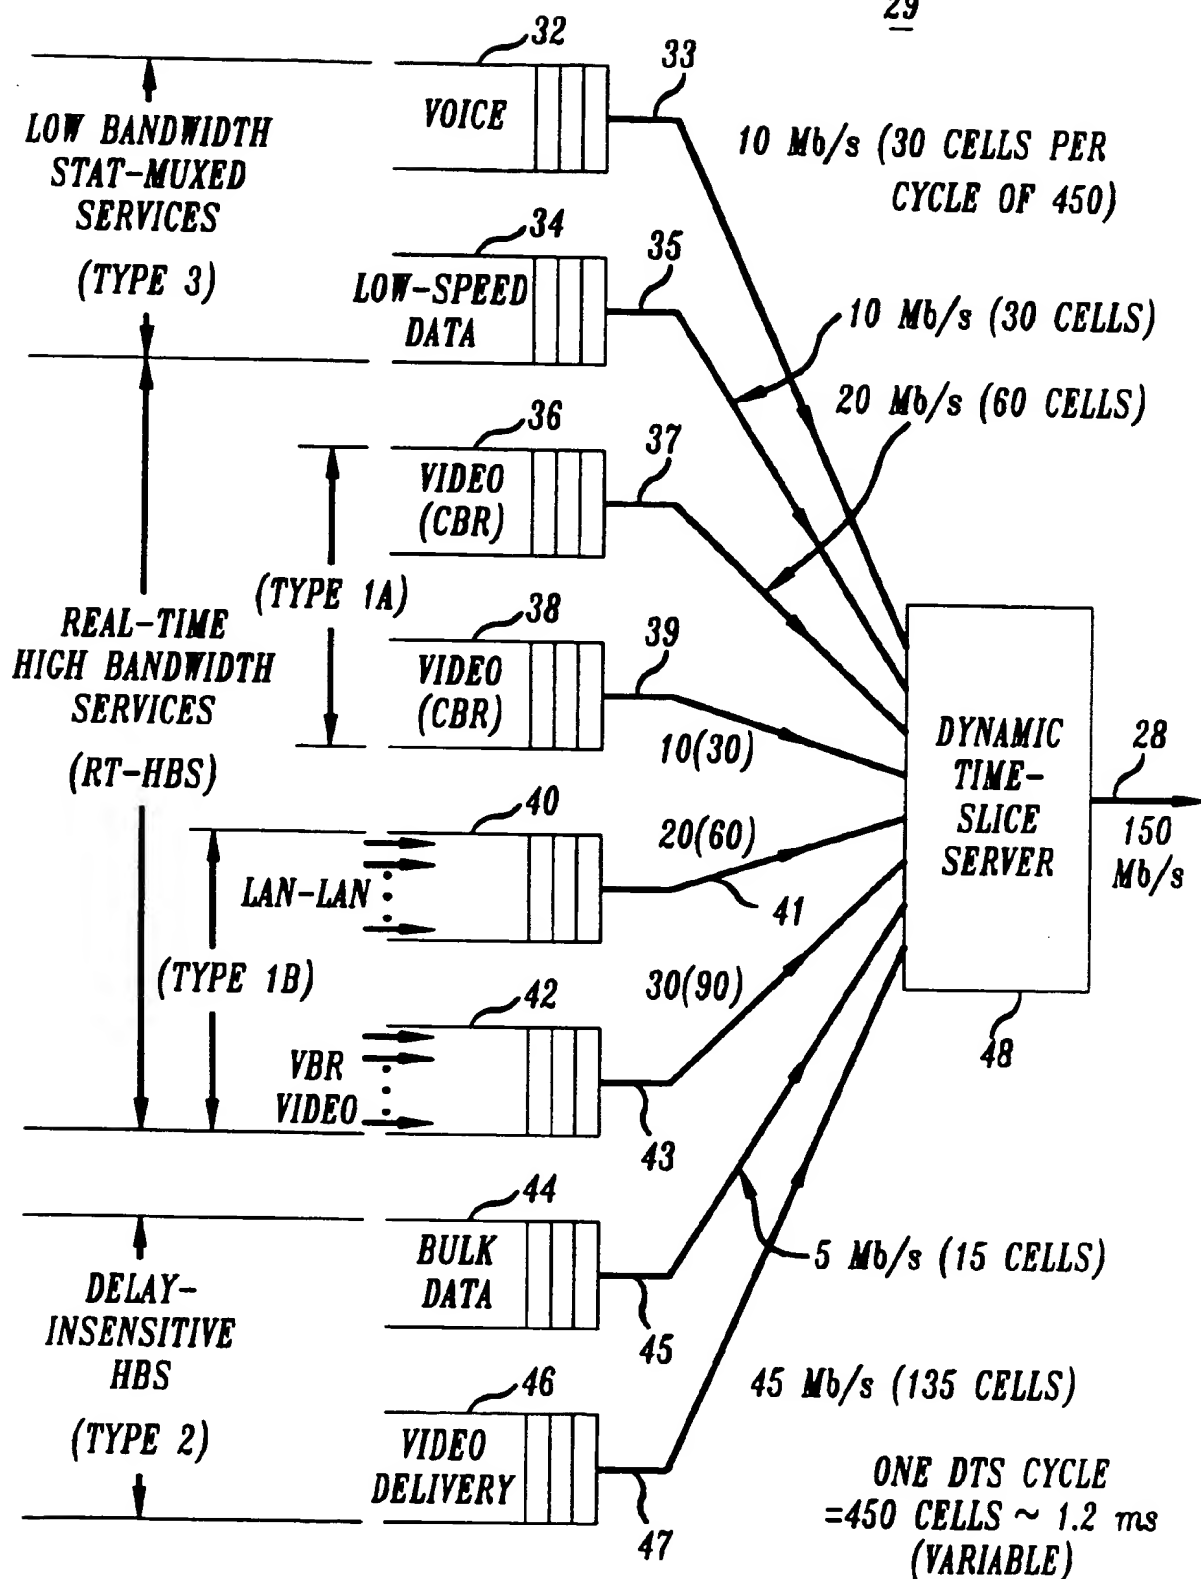 29
32
33
VOICE
LOW BANDWIDTH
STAT-MUXED
SERVICES
(TYPE 3)
10 Mb/s (30 CELLS PER
CYCLE OF 450)
34
35
LOW-SPEED
DATA
10 Mb/s (30 CELLS)
20 Mb/s (60 CELLS)
36
37
VIDEO
(CBR)
(TYPE 1A)
REAL-TIME
HIGH BANDWIDTH
SERVICES
(RT-HBS)
38
39
VIDEO
(CBR)
10(30)
DYNAMIC
TIME-
SLICE
SERVER
28
150
Mb/s
40
20(60)
LAN-LAN
41
(TYPE 1B)
42
30(90)
VBR
VIDEO
43
48
44
BULK
DATA
5 Mb/s (15 CELLS)
45
DELAY-
INSENSITIVE
HBS
(TYPE 2)
45 Mb/s (135 CELLS)
46
VIDEO
DELIVERY
47
ONE DTS CYCLE
=450 CELLS ~ 1.2 ms
(VARIABLE)